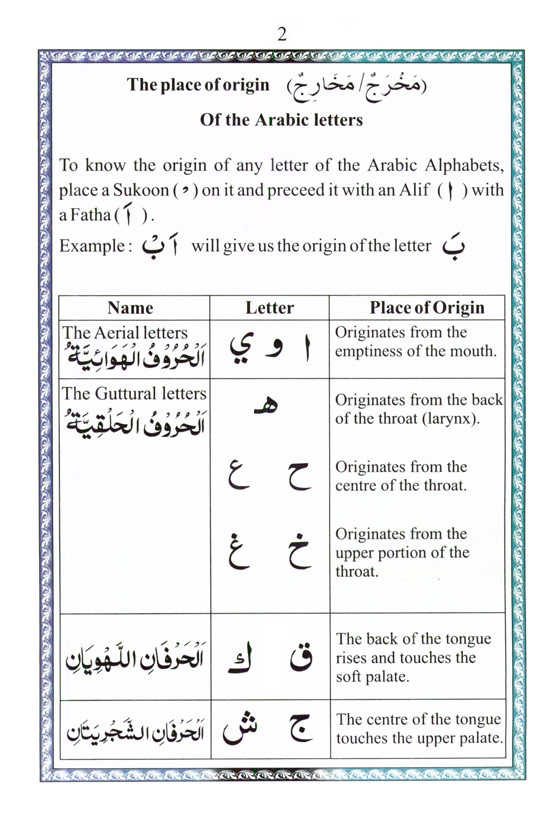 2
The place of origin (مَخْرَجٌ / مَخَارِجٌ)
Of the Arabic letters
To know the origin of any letter of the Arabic Alphabets,
place a Sukoon ( ْ ) on it and preceed it with an Alif ( ا ) with
a Fatha ( اَ ) .
Example : اَبْ will give us the origin of the letter بَ
Name Letter Place of Origin
The Aerial letters
اَلْحُرُوْفُ الْهَوَائِيَّةُ
ا و ي
Originates from the
emptiness of the mouth.
The Guttural letters
اَلْحُرُوْفُ الْحَلْقِيَّةُ
هـ
Originates from the back
of the throat (larynx).
ح ع
Originates from the
centre of the throat.
خ غ
Originates from the
upper portion of the
throat.
اَلْحَرْفَانِ اللَّهْوِيَانِ
ق ك
The back of the tongue
rises and touches the
soft palate.
اَلْحَرْفَانِ الشَّجْرِيَتَانِ
ج ش
The centre of the tongue
touches the upper palate.